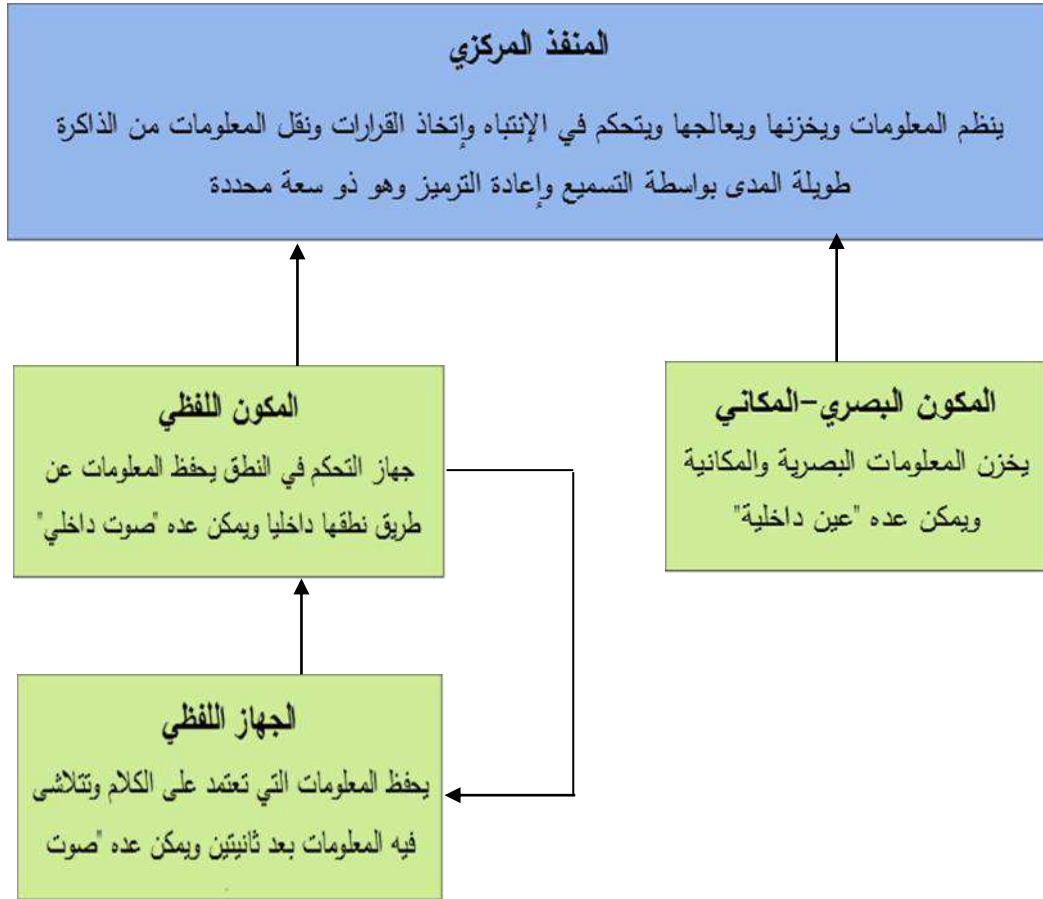 المنفذ المركزي
ينظم المعلومات ويخزنها ويعالجها ويتحكم في الإنتباه وإتخاذ القرارات ونقل المعلومات من الذاكرة
طويلة المدى بواسطة التسميع وإعادة الترميز وهو ذو سعة محددة
المكون البصري-المكاني
يخزن المعلومات البصرية والمكانية
ويمكن عده "عين داخلية"
المكون اللفظي
جهاز التحكم في النطق يحفظ المعلومات عن
طريق نطقها داخليا ويمكن عده "صوت داخلي"
الجهاز اللفظي
يحفظ المعلومات التي تعتمد على الكلام وتتلاشى
فيه المعلومات بعد ثانيتين ويمكن عده "صوت